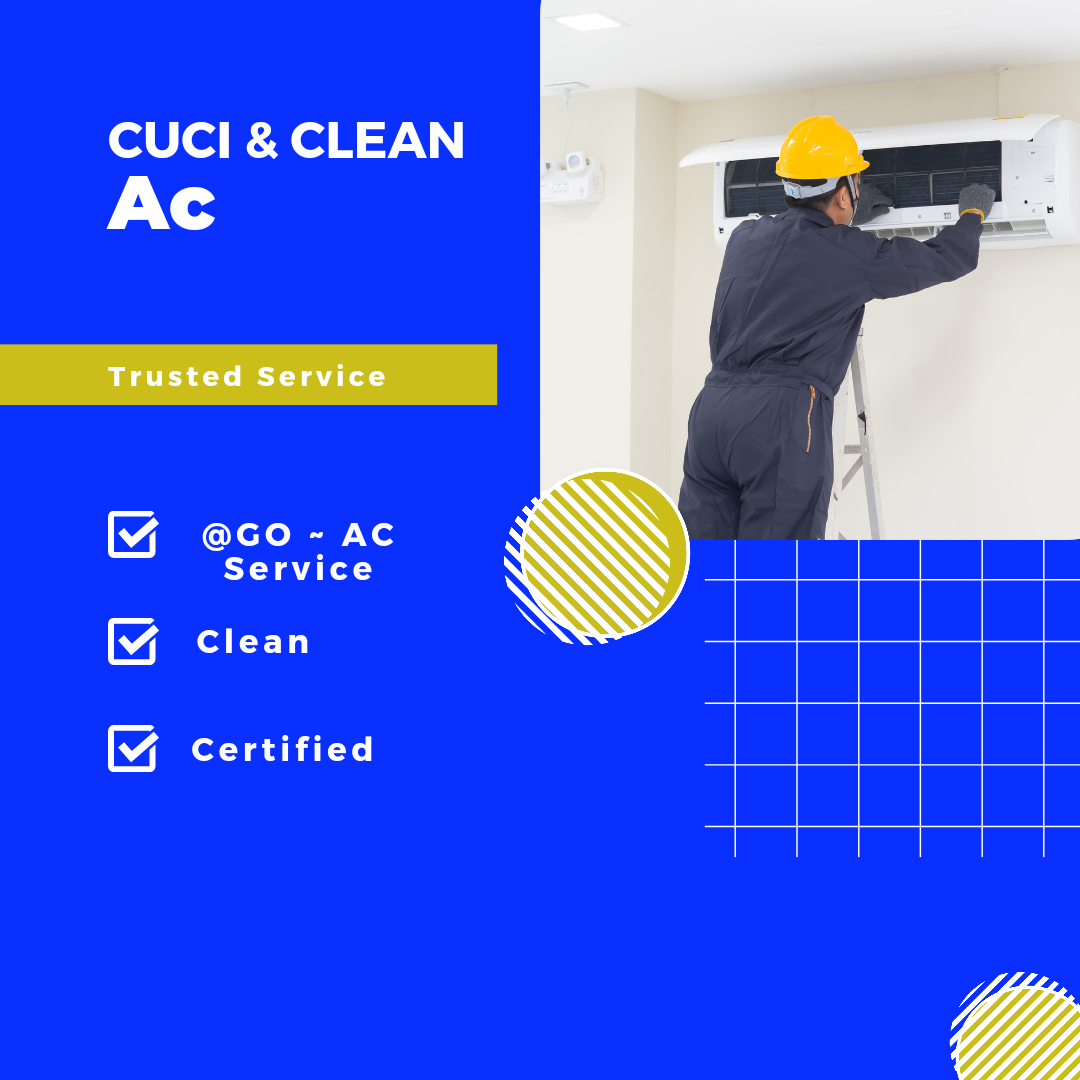 CUCI & CLEAN
Ac
Trusted Service
@GO ~ AC
Service
Clean
Certified